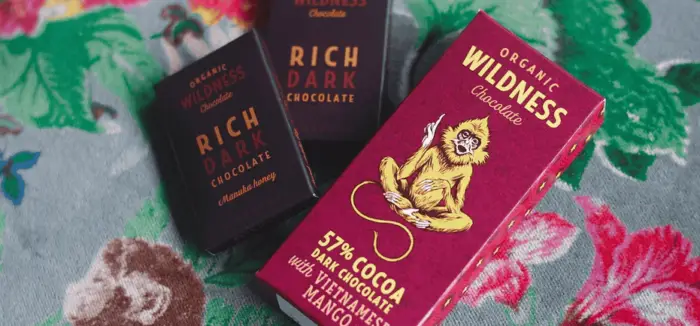 ORGANIC
WILDNESS
Chocolate
RICH
DARK
CHOCOLATE
Manuka honey
WILDNESS
Chocolate
RICH
DARK
CHOCOLATE
ORGANIC
WILDNESS
Chocolate
57% COCOA
DARK CHOCOLATE
with VIETNAMESE
MANGO